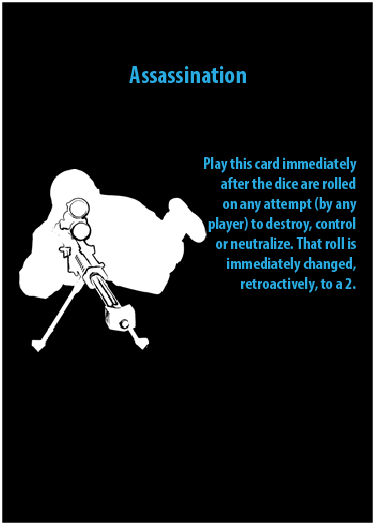 Assassination
Play this card immediately
after the dice are rolled
on any attempt (by any
player) to destroy, control
or neutralize. That roll is
immediately changed,
retroactively, to a 2.